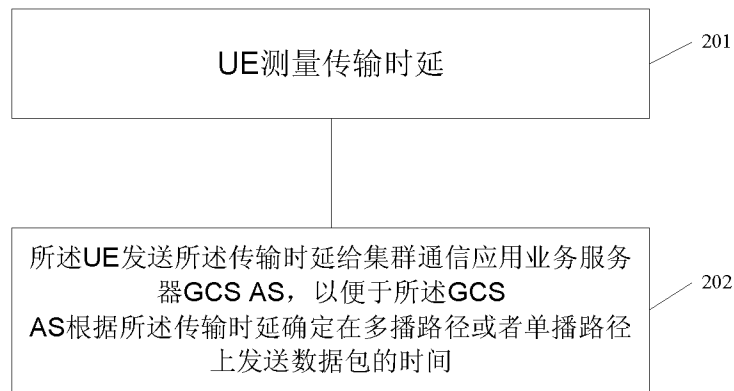 UE测量传输时延
201
所述UE发送所述传输时延给集群通信应用业务服务
器GCS AS，以便于所述GCS
AS根据所述传输时延确定在多播路径或者单播路径
上发送数据包的时间
202